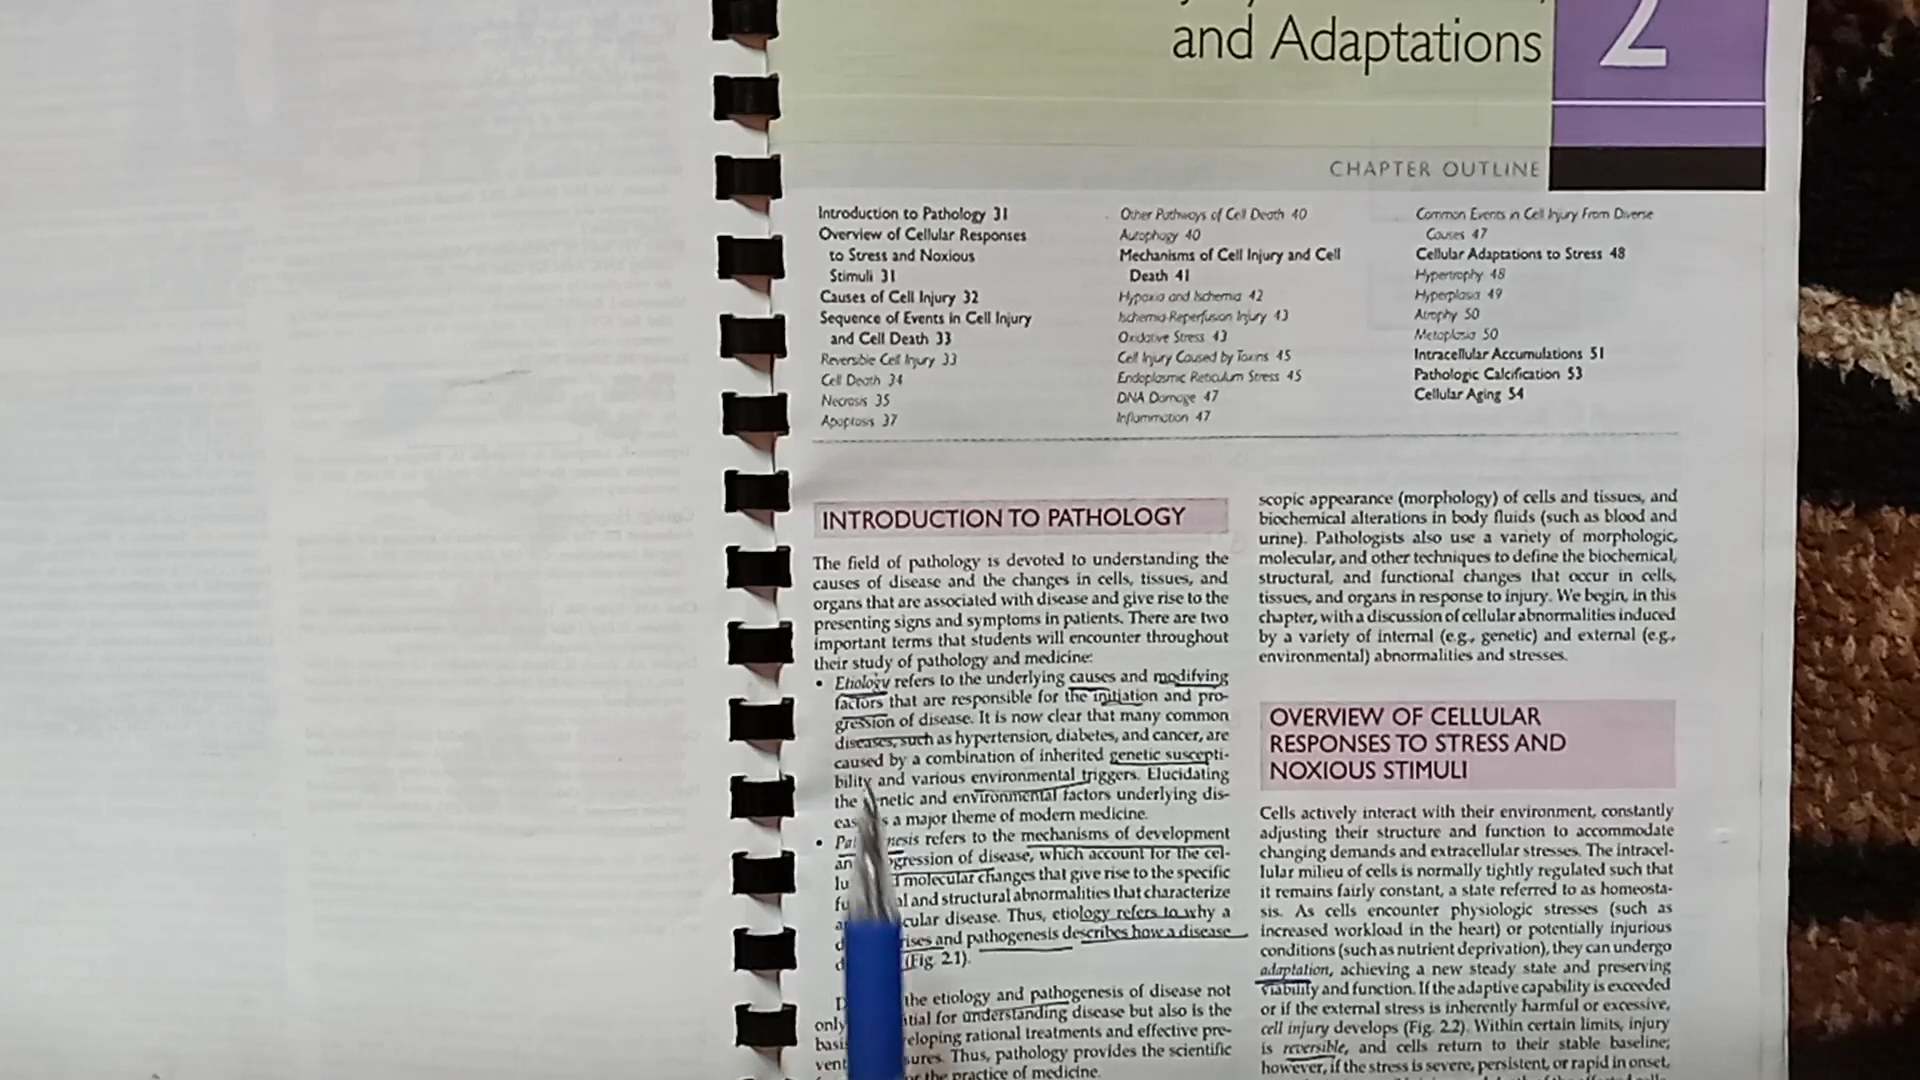 and Adaptations
2
CHAPTER OUTLINE
Introduction to Pathology 31
Overview of Cellular Responses
to Stress and Noxious
Stimuli 31
Causes of Cell Injury 32
Sequence of Events in Cell Injury
and Cell Death 33
Reversible Cell Injury 33
Cell Death 34
Necrosis 35
Apoptosis 37
Other Pathways of Cell Death 40
Autophagy 40
Mechanisms of Cell Injury and Cell
Death 41
Hypoxia and Ischemia 42
Ischemia-Reperfusion Injury 43
Oxidative Stress 43
Cell Injury Caused by Toxins 45
Endoplasmic Reticulum Stress 45
DNA Damage 47
Inflammation 47
Common Events in Cell Injury From Diverse
Causes 47
Cellular Adaptations to Stress 48
Hypertrophy 48
Hyperplasia 49
Atrophy 50
Metaplasia 50
Intracellular Accumulations 51
Pathologic Calcification 53
Cellular Aging 54
INTRODUCTION TO PATHOLOGY
The field of pathology is devoted to understanding the
causes of disease and the changes in cells, tissues, and
organs that are associated with disease and give rise to the
presenting signs and symptoms in patients. There are two
important terms that students will encounter throughout
their study of pathology and medicine:
• Etiology refers to the underlying causes and modifying
factors that are responsible for the initiation and pro-
gression of disease. It is now clear that many common
diseases, such as hypertension, diabetes, and cancer, are
caused by a combination of inherited genetic suscepti-
bility and various environmental triggers. Elucidating
the netic and environmental factors underlying dis-
eas s a major theme of modern medicine.
• Pa nesis refers to the mechanisms of development
an gression of disease, which account for the cel-
lu molecular changes that give rise to the specific
fu al and structural abnormalities that characterize
a cular disease. Thus, etiology refers to why a
d rises and pathogenesis describes how a disease
d (Fig. 2.1).
D the etiology and pathogenesis of disease not
only tial for understanding disease but also is the
basi eloping rational treatments and effective pre-
vent sures. Thus, pathology provides the scientific
or the practice of medicine.
scopic appearance (morphology) of cells and tissues, and
biochemical alterations in body fluids (such as blood and
urine). Pathologists also use a variety of morphologic,
molecular, and other techniques to define the biochemical,
structural, and functional changes that occur in cells,
tissues, and organs in response to injury. We begin, in this
chapter, with a discussion of cellular abnormalities induced
by a variety of internal (e.g., genetic) and external (e.g.,
environmental) abnormalities and stresses.
OVERVIEW OF CELLULAR
RESPONSES TO STRESS AND
NOXIOUS STIMULI
Cells actively interact with their environment, constantly
adjusting their structure and function to accommodate
changing demands and extracellular stresses. The intracel-
lular milieu of cells is normally tightly regulated such that
it remains fairly constant, a state referred to as homeosta-
sis. As cells encounter physiologic stresses (such as
increased workload in the heart) or potentially injurious
conditions (such as nutrient deprivation), they can undergo
adaptation, achieving a new steady state and preserving
viability and function. If the adaptive capability is exceeded
or if the external stress is inherently harmful or excessive,
cell injury develops (Fig. 2.2). Within certain limits, injury
is reversible, and cells return to their stable baseline;
however, if the stress is severe, persistent, or rapid in onset,